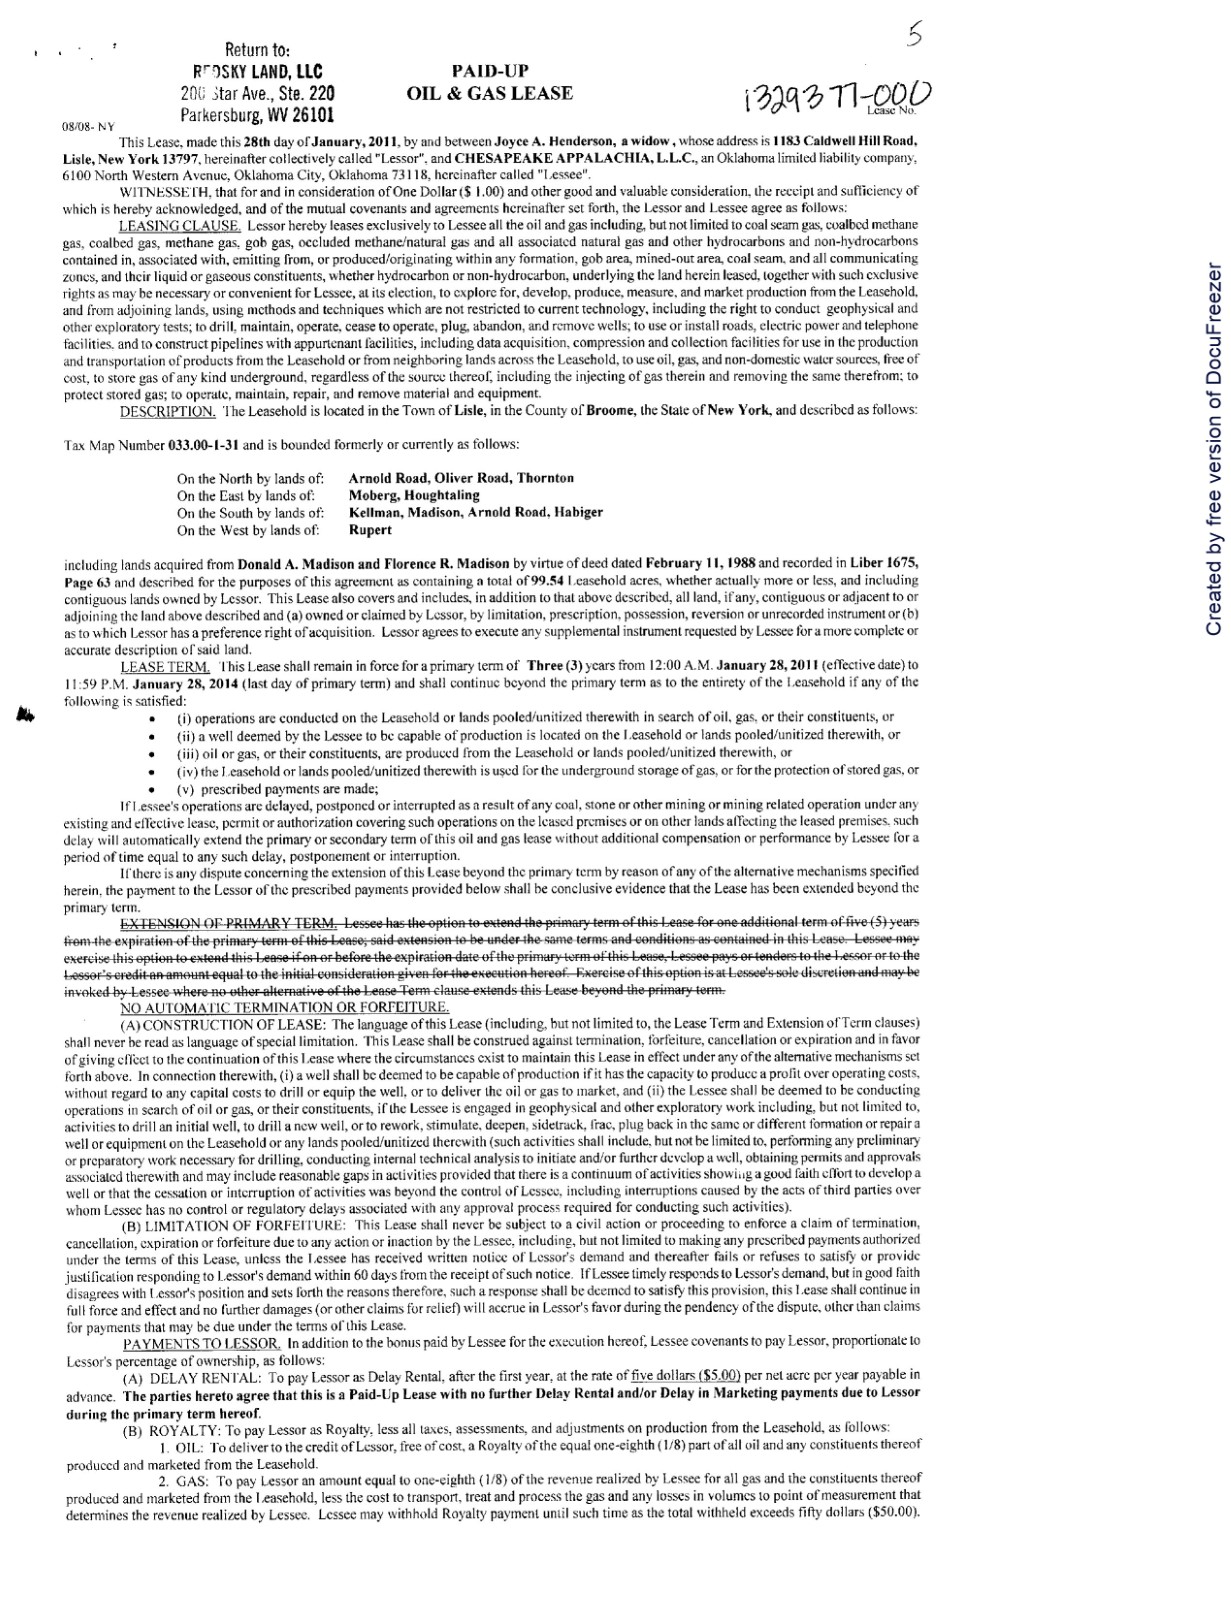 5
Return to:
REDSKY LAND, LLC
200 Star Ave., Ste. 220
Parkersburg, WV 26101
PAID-UP
OIL & GAS LEASE
1329377-000
Lease No.
08/08- NY
This Lease, made this 28th day of January, 2011, by and between Joyce A. Henderson, a widow , whose address is 1183 Caldwell Hill Road,
Lisle, New York 13797, hereinafter collectively called "Lessor", and CHESAPEAKE APPALACHIA, L.L.C., an Oklahoma limited liability company,
6100 North Western Avenue, Oklahoma City, Oklahoma 73118, hereinafter called "Lessee".
WITNESSETH, that for and in consideration of One Dollar ($ 1.00) and other good and valuable consideration, the receipt and sufficiency of
which is hereby acknowledged, and of the mutual covenants and agreements hereinafter set forth, the Lessor and Lessee agree as follows:
LEASING CLAUSE. Lessor hereby leases exclusively to Lessee all the oil and gas including, but not limited to coal seam gas, coalbed methane
gas, coalbed gas, methane gas, gob gas, occluded methane/natural gas and all associated natural gas and other hydrocarbons and non-hydrocarbons
contained in, associated with, emitting from, or produced/originating within any formation, gob area, mined-out area, coal seam, and all communicating
zones, and their liquid or gaseous constituents, whether hydrocarbon or non-hydrocarbon, underlying the land herein leased, together with such exclusive
rights as may be necessary or convenient for Lessee, at its election, to explore for, develop, produce, measure, and market production from the Leasehold,
and from adjoining lands, using methods and techniques which are not restricted to current technology, including the right to conduct geophysical and
other exploratory tests; to drill, maintain, operate, cease to operate, plug, abandon, and remove wells; to use or install roads, electric power and telephone
facilities, and to construct pipelines with appurtenant facilities, including data acquisition, compression and collection facilities for use in the production
and transportation of products from the Leasehold or from neighboring lands across the Leasehold, to use oil, gas, and non-domestic water sources, free of
cost, to store gas of any kind underground, regardless of the source thereof, including the injecting of gas therein and removing the same therefrom; to
protect stored gas; to operate, maintain, repair, and remove material and equipment.
DESCRIPTION. The Leasehold is located in the Town of Lisle, in the County of Broome, the State of New York, and described as follows:
Tax Map Number 033.00-1-31 and is bounded formerly or currently as follows:
On the North by lands of: Arnold Road, Oliver Road, Thornton
On the East by lands of: Moberg, Houghtaling
On the South by lands of: Kellman, Madison, Arnold Road, Habiger
On the West by lands of: Rupert
including lands acquired from Donald A. Madison and Florence R. Madison by virtue of deed dated February 11, 1988 and recorded in Liber 1675,
Page 63 and described for the purposes of this agreement as containing a total of 99.54 Leasehold acres, whether actually more or less, and including
contiguous lands owned by Lessor. This Lease also covers and includes, in addition to that above described, all land, if any, contiguous or adjacent to or
adjoining the land above described and (a) owned or claimed by Lessor, by limitation, prescription, possession, reversion or unrecorded instrument or (b)
as to which Lessor has a preference right of acquisition. Lessor agrees to execute any supplemental instrument requested by Lessee for a more complete or
accurate description of said land.
LEASE TERM. This Lease shall remain in force for a primary term of Three (3) years from 12:00 A.M. January 28, 2011 (effective date) to
11:59 P.M. January 28, 2014 (last day of primary term) and shall continue beyond the primary term as to the entirety of the Leasehold if any of the
following is satisfied:
• (i) operations are conducted on the Leasehold or lands pooled/unitized therewith in search of oil, gas, or their constituents, or
• (ii) a well deemed by the Lessee to be capable of production is located on the Leasehold or lands pooled/unitized therewith, or
• (iii) oil or gas, or their constituents, are produced from the Leasehold or lands pooled/unitized therewith, or
• (iv) the Leasehold or lands pooled/unitized therewith is used for the underground storage of gas, or for the protection of stored gas, or
• (v) prescribed payments are made;
If Lessee's operations are delayed, postponed or interrupted as a result of any coal, stone or other mining or mining related operation under any
existing and effective lease, permit or authorization covering such operations on the leased premises or on other lands affecting the leased premises, such
delay will automatically extend the primary or secondary term of this oil and gas lease without additional compensation or performance by Lessee for a
period of time equal to any such delay, postponement or interruption.
If there is any dispute concerning the extension of this Lease beyond the primary term by reason of any of the alternative mechanisms specified
herein, the payment to the Lessor of the prescribed payments provided below shall be conclusive evidence that the Lease has been extended beyond the
primary term.
EXTENSION OF PRIMARY TERM. Lessee has the option to extend the primary term of this Lease for one additional term of five (5) years
from the expiration of the primary term of this Lease; said extension to be under the same terms and conditions as contained in this Lease. Lessee may
exercise this option to extend this Lease if on or before the expiration date of the primary term of this Lease, Lessee pays or tenders to the Lessor or to the
Lessor's credit an amount equal to the initial consideration given for the execution hereof. Exercise of this option is at Lessee's sole discretion and may be
invoked by Lessee where no other alternative of the Lease Term clause extends this Lease beyond the primary term.
NO AUTOMATIC TERMINATION OR FORFEITURE.
(A) CONSTRUCTION OF LEASE: The language of this Lease (including, but not limited to, the Lease Term and Extension of Term clauses)
shall never be read as language of special limitation. This Lease shall be construed against termination, forfeiture, cancellation or expiration and in favor
of giving effect to the continuation of this Lease where the circumstances exist to maintain this Lease in effect under any of the alternative mechanisms set
forth above. In connection therewith, (i) a well shall be deemed to be capable of production if it has the capacity to produce a profit over operating costs,
without regard to any capital costs to drill or equip the well, or to deliver the oil or gas to market, and (ii) the Lessee shall be deemed to be conducting
operations in search of oil or gas, or their constituents, if the Lessee is engaged in geophysical and other exploratory work including, but not limited to,
activities to drill an initial well, to drill a new well, or to rework, stimulate, deepen, sidetrack, frac, plug back in the same or different formation or repair a
well or equipment on the Leasehold or any lands pooled/unitized therewith (such activities shall include, but not be limited to, performing any preliminary
or preparatory work necessary for drilling, conducting internal technical analysis to initiate and/or further develop a well, obtaining permits and approvals
associated therewith and may include reasonable gaps in activities provided that there is a continuum of activities showing a good faith effort to develop a
well or that the cessation or interruption of activities was beyond the control of Lessee, including interruptions caused by the acts of third parties over
whom Lessee has no control or regulatory delays associated with any approval process required for conducting such activities).
(B) LIMITATION OF FORFEITURE: This Lease shall never be subject to a civil action or proceeding to enforce a claim of termination,
cancellation, expiration or forfeiture due to any action or inaction by the Lessee, including, but not limited to making any prescribed payments authorized
under the terms of this Lease, unless the Lessee has received written notice of Lessor's demand and thereafter fails or refuses to satisfy or provide
justification responding to Lessor's demand within 60 days from the receipt of such notice. If Lessee timely responds to Lessor's demand, but in good faith
disagrees with Lessor's position and sets forth the reasons therefore, such a response shall be deemed to satisfy this provision, this Lease shall continue in
full force and effect and no further damages (or other claims for relief) will accrue in Lessor's favor during the pendency of the dispute, other than claims
for payments that may be due under the terms of this Lease.
PAYMENTS TO LESSOR. In addition to the bonus paid by Lessee for the execution hereof, Lessee covenants to pay Lessor, proportionate to
Lessor's percentage of ownership, as follows:
(A) DELAY RENTAL: To pay Lessor as Delay Rental, after the first year, at the rate of five dollars ($5.00) per net acre per year payable in
advance. The parties hereto agree that this is a Paid-Up Lease with no further Delay Rental and/or Delay in Marketing payments due to Lessor
during the primary term hereof.
(B) ROYALTY: To pay Lessor as Royalty, less all taxes, assessments, and adjustments on production from the Leasehold, as follows:
1. OIL: To deliver to the credit of Lessor, free of cost, a Royalty of the equal one-eighth (1/8) part of all oil and any constituents thereof
produced and marketed from the Leasehold.
2. GAS: To pay Lessor an amount equal to one-eighth (1/8) of the revenue realized by Lessee for all gas and the constituents thereof
produced and marketed from the Leasehold, less the cost to transport, treat and process the gas and any losses in volumes to point of measurement that
determines the revenue realized by Lessee. Lessee may withhold Royalty payment until such time as the total withheld exceeds fifty dollars ($50.00).
Created by free version of DocuFreezer